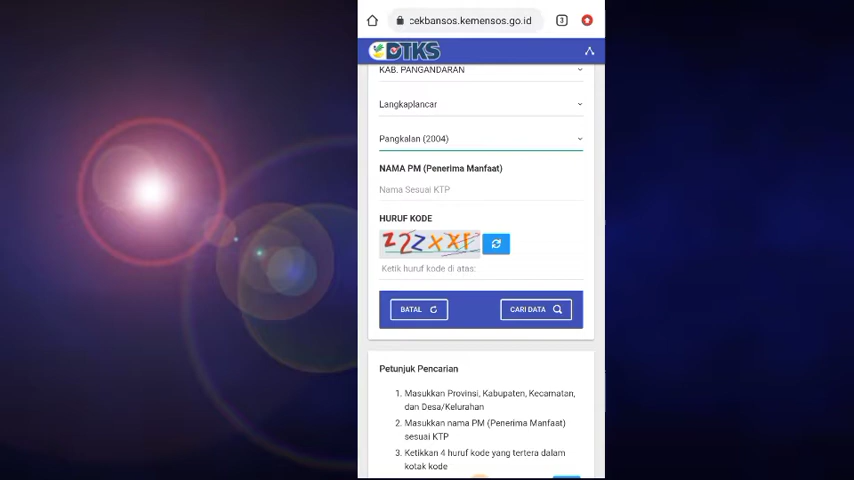 cekbansos.kemensos.go.id
3
DTKS
KAB. PANGANDARAN
Langkaplancar
Pangkalan (2004)
NAMA PM (Penerima Manfaat)
Nama Sesuai KTP
HURUF KODE
Ketik huruf kode di atas:
BATAL
CARI DATA
Petunjuk Pencarian
1. Masukkan Provinsi, Kabupaten, Kecamatan,
dan Desa/Kelurahan
2. Masukkan nama PM (Penerima Manfaat)
sesuai KTP
3. Ketikkan 4 huruf kode yang tertera dalam
kotak kode